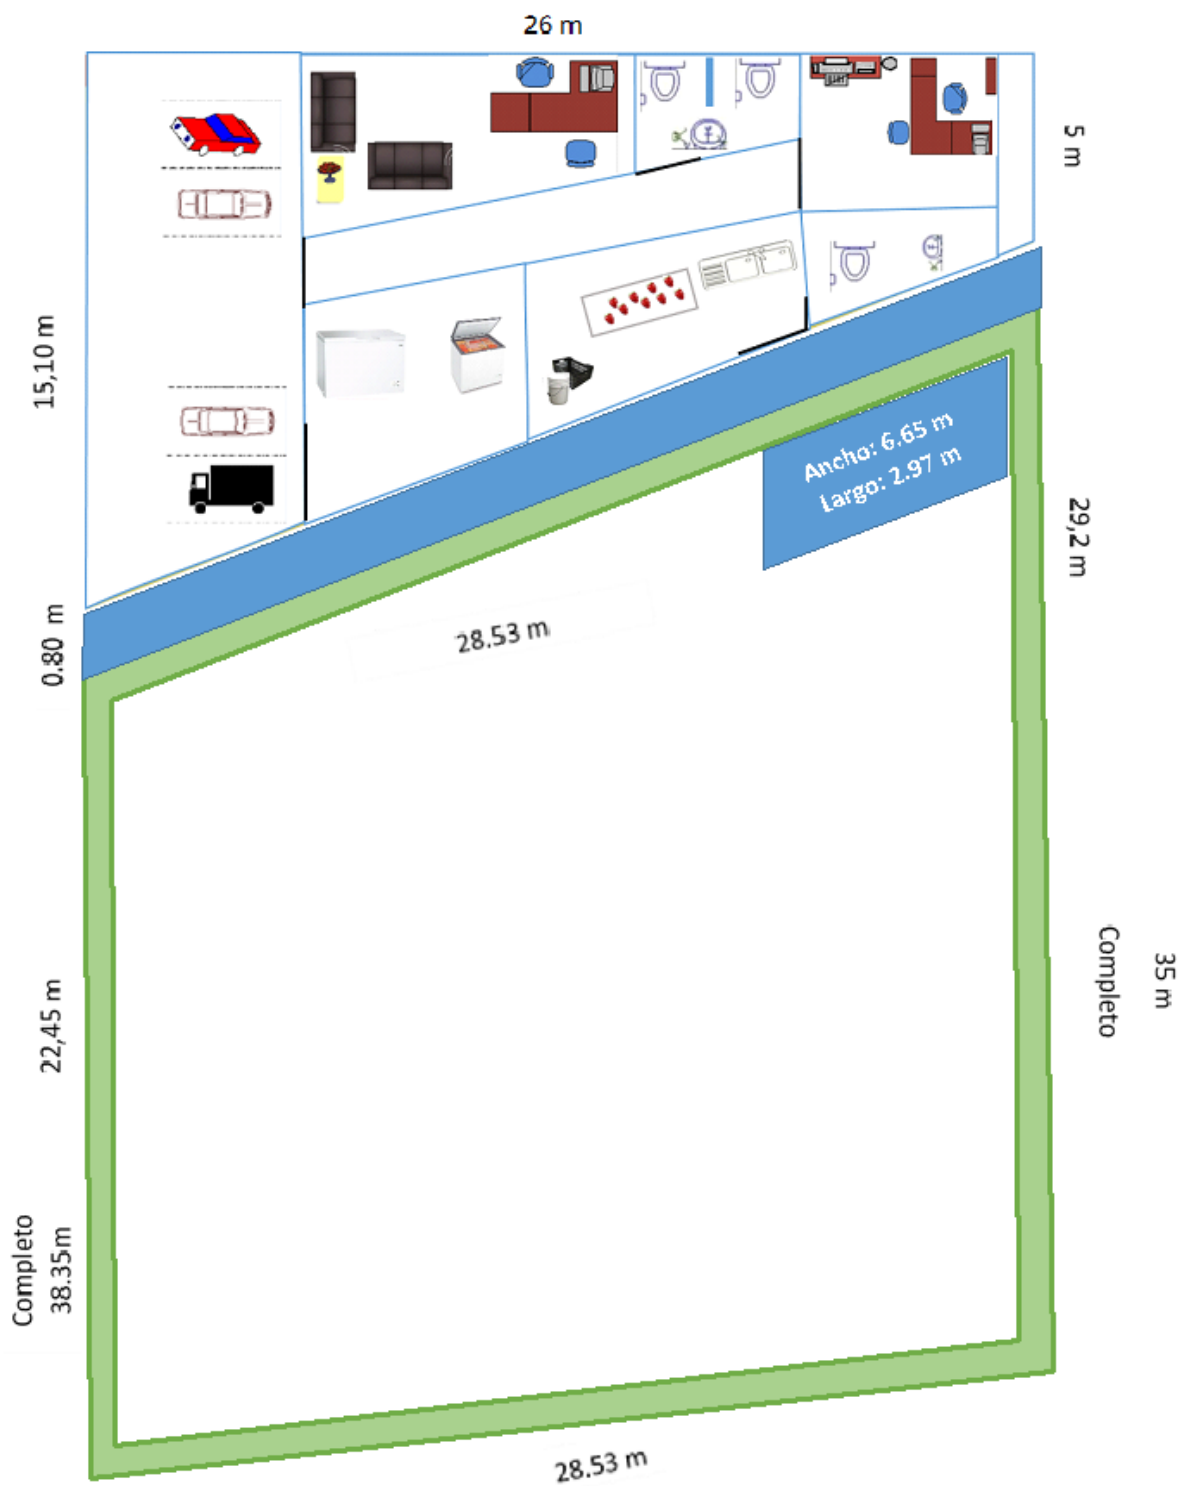 26 m
5 m
15,10 m
Ancho: 6.65 m
Largo: 2.97 m
29,2 m
0.80 m
28.53 m
Completo
35 m
22,45 m
Completo
38.35m
28.53 m